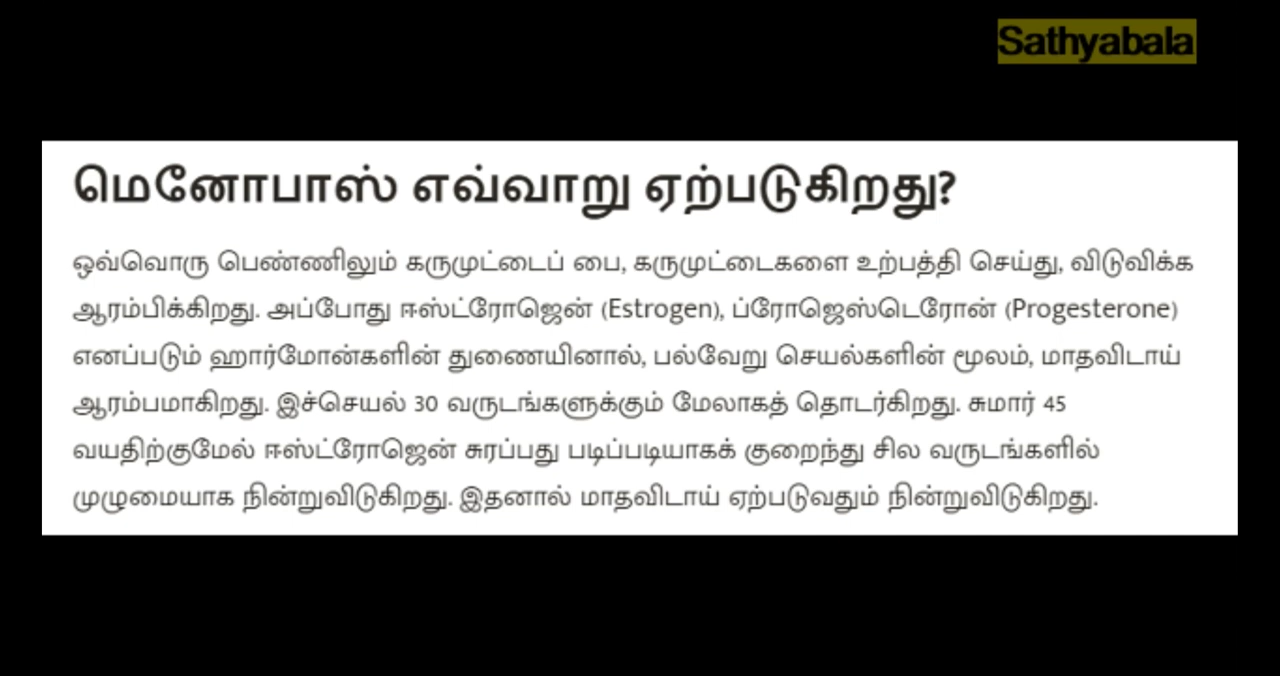 Sathyabala
மெனோபாஸ் எவ்வாறு ஏற்படுகிறது?
ஒவ்வொரு பெண்ணிலும் கருமுட்டைப் பை, கருமுட்டைகளை உற்பத்தி செய்து, விடுவிக்க
ஆரம்பிக்கிறது. அப்போது ஈஸ்ட்ரோஜென் (Estrogen), ப்ரோஜெஸ்டெரோன் (Progesterone)
எனப்படும் ஹார்மோன்களின் துணையினால், பல்வேறு செயல்களின் மூலம், மாதவிடாய்
ஆரம்பமாகிறது. இச்செயல் 30 வருடங்களுக்கும் மேலாகத் தொடர்கிறது. சுமார் 45
வயதிற்குமேல் ஈஸ்ட்ரோஜென் சுரப்பது படிப்படியாகக் குறைந்து சில வருடங்களில்
முழுமையாக நின்றுவிடுகிறது. இதனால் மாதவிடாய் ஏற்படுவதும் நின்றுவிடுகிறது.